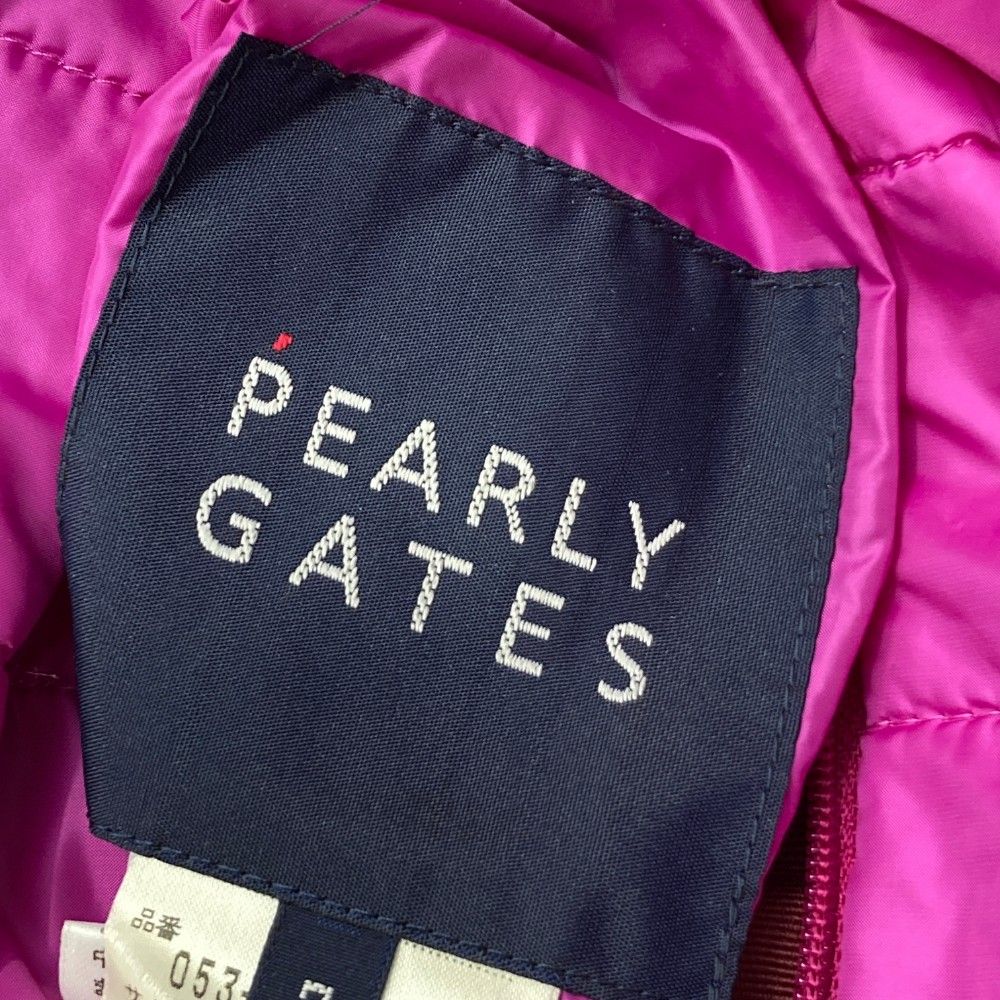 PEARLY
GATES
品番
053-